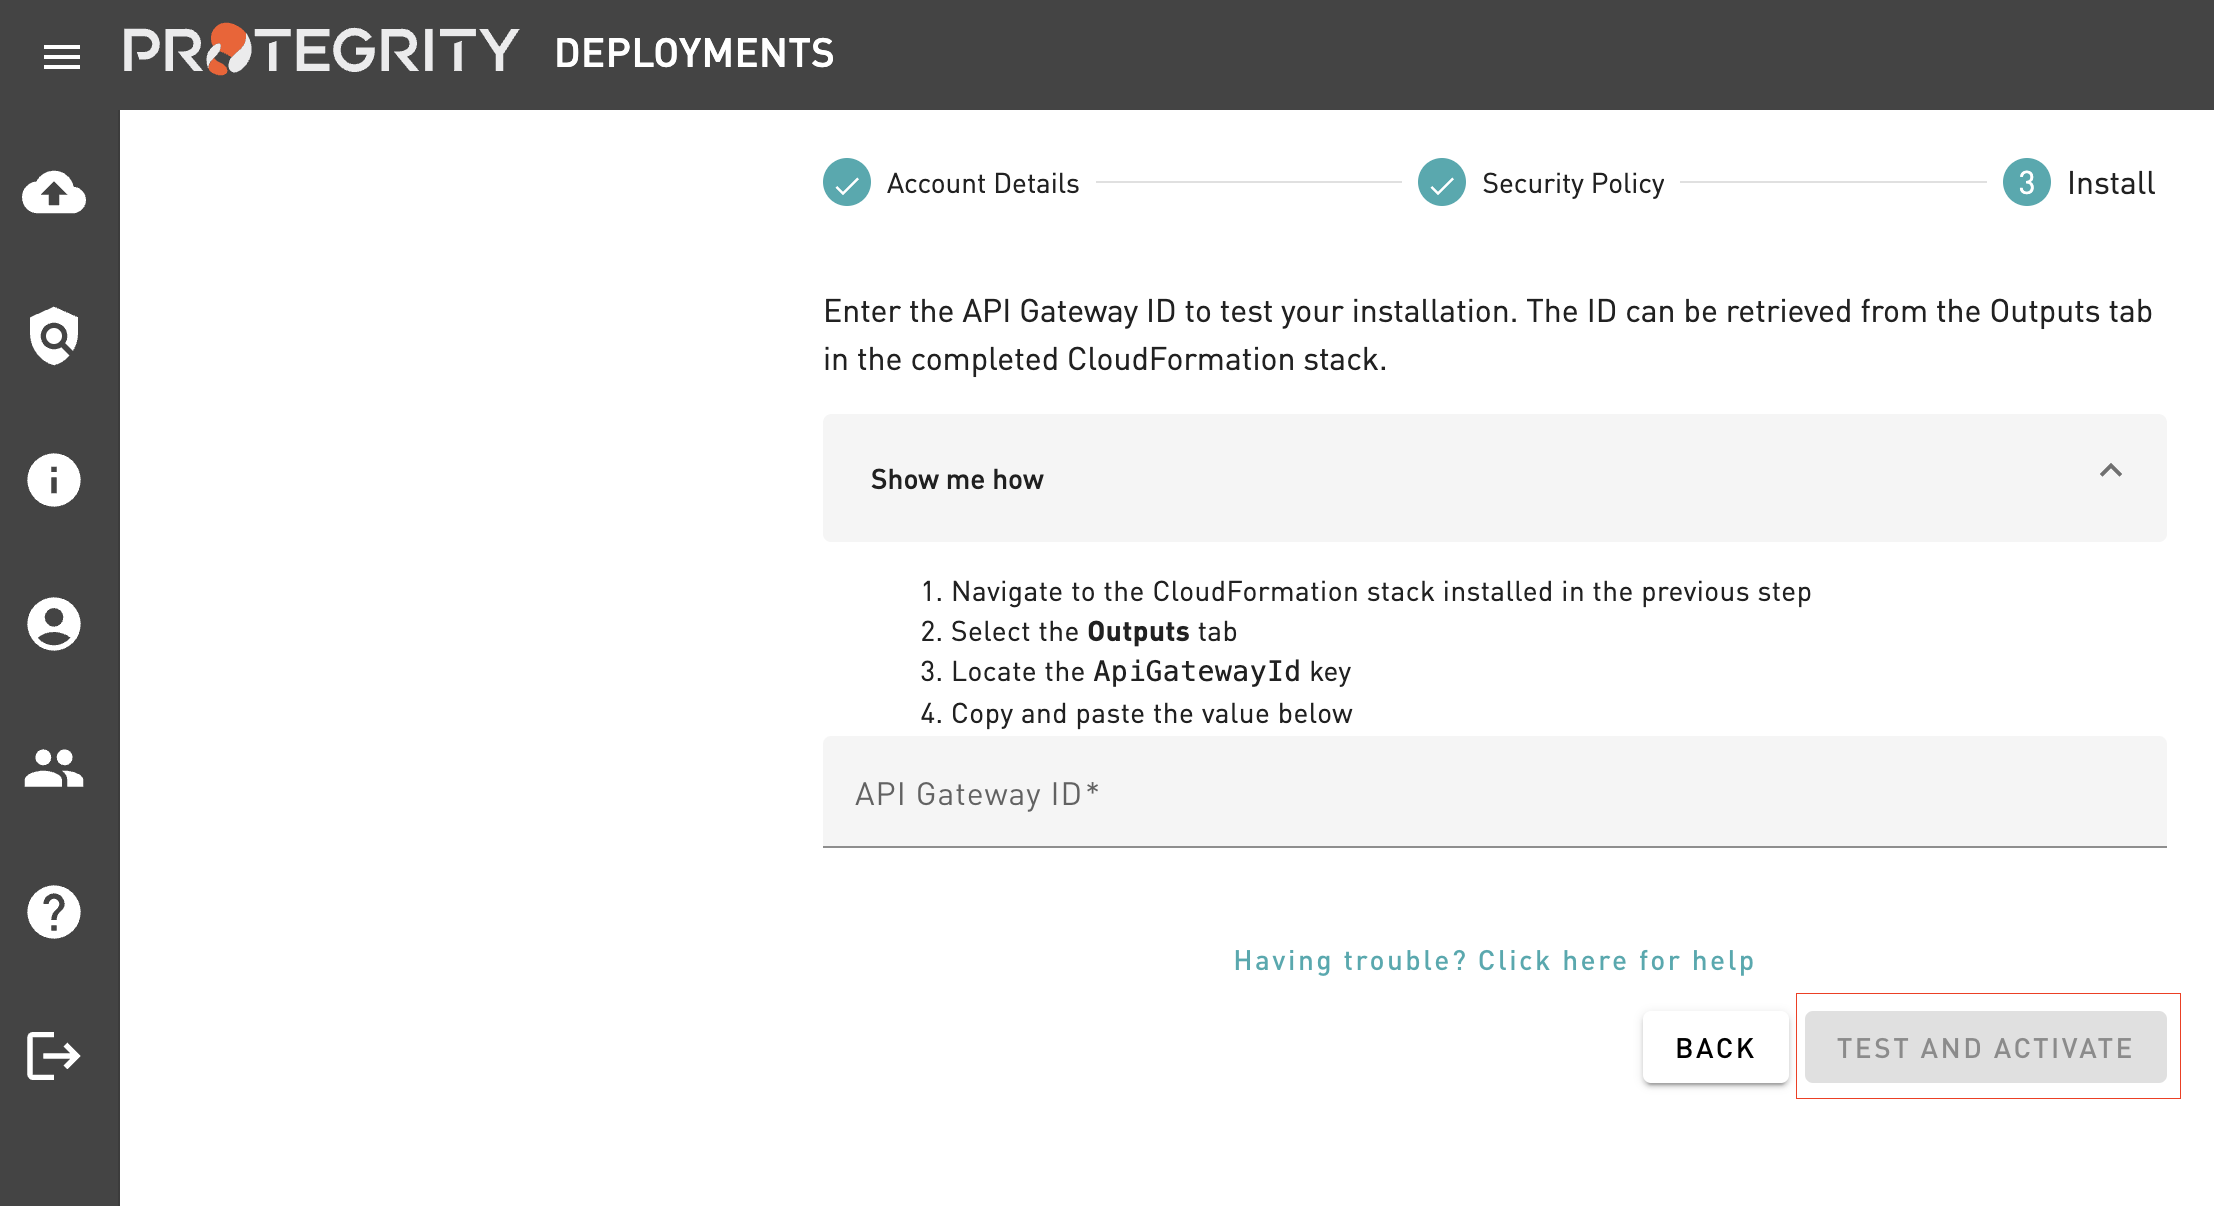 PROTEGRITY DEPLOYMENTS
Account Details
Security Policy
3 Install
Enter the API Gateway ID to test your installation. The ID can be retrieved from the Outputs tab
in the completed CloudFormation stack.
Show me how
1. Navigate to the CloudFormation stack installed in the previous step
2. Select the Outputs tab
3. Locate the ApiGatewayId key
4. Copy and paste the value below
API Gateway ID*
Having trouble? Click here for help
BACK
TEST AND ACTIVATE